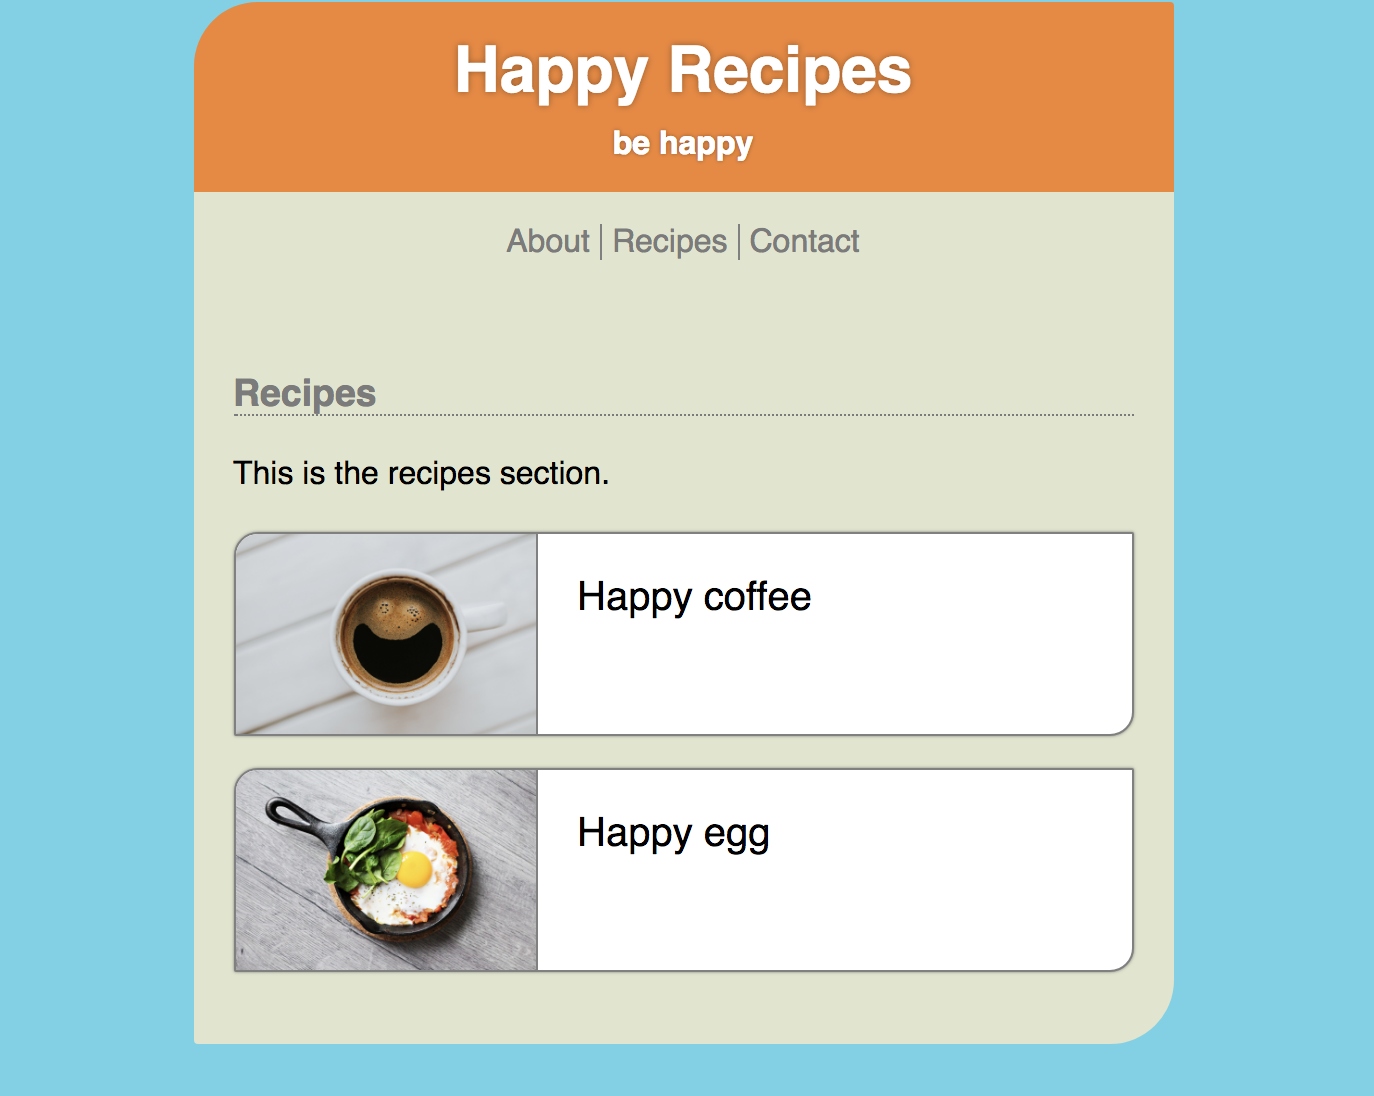 Happy Recipes
be happy
About | Recipes | Contact
Recipes
This is the recipes section.
Happy coffee
Happy egg